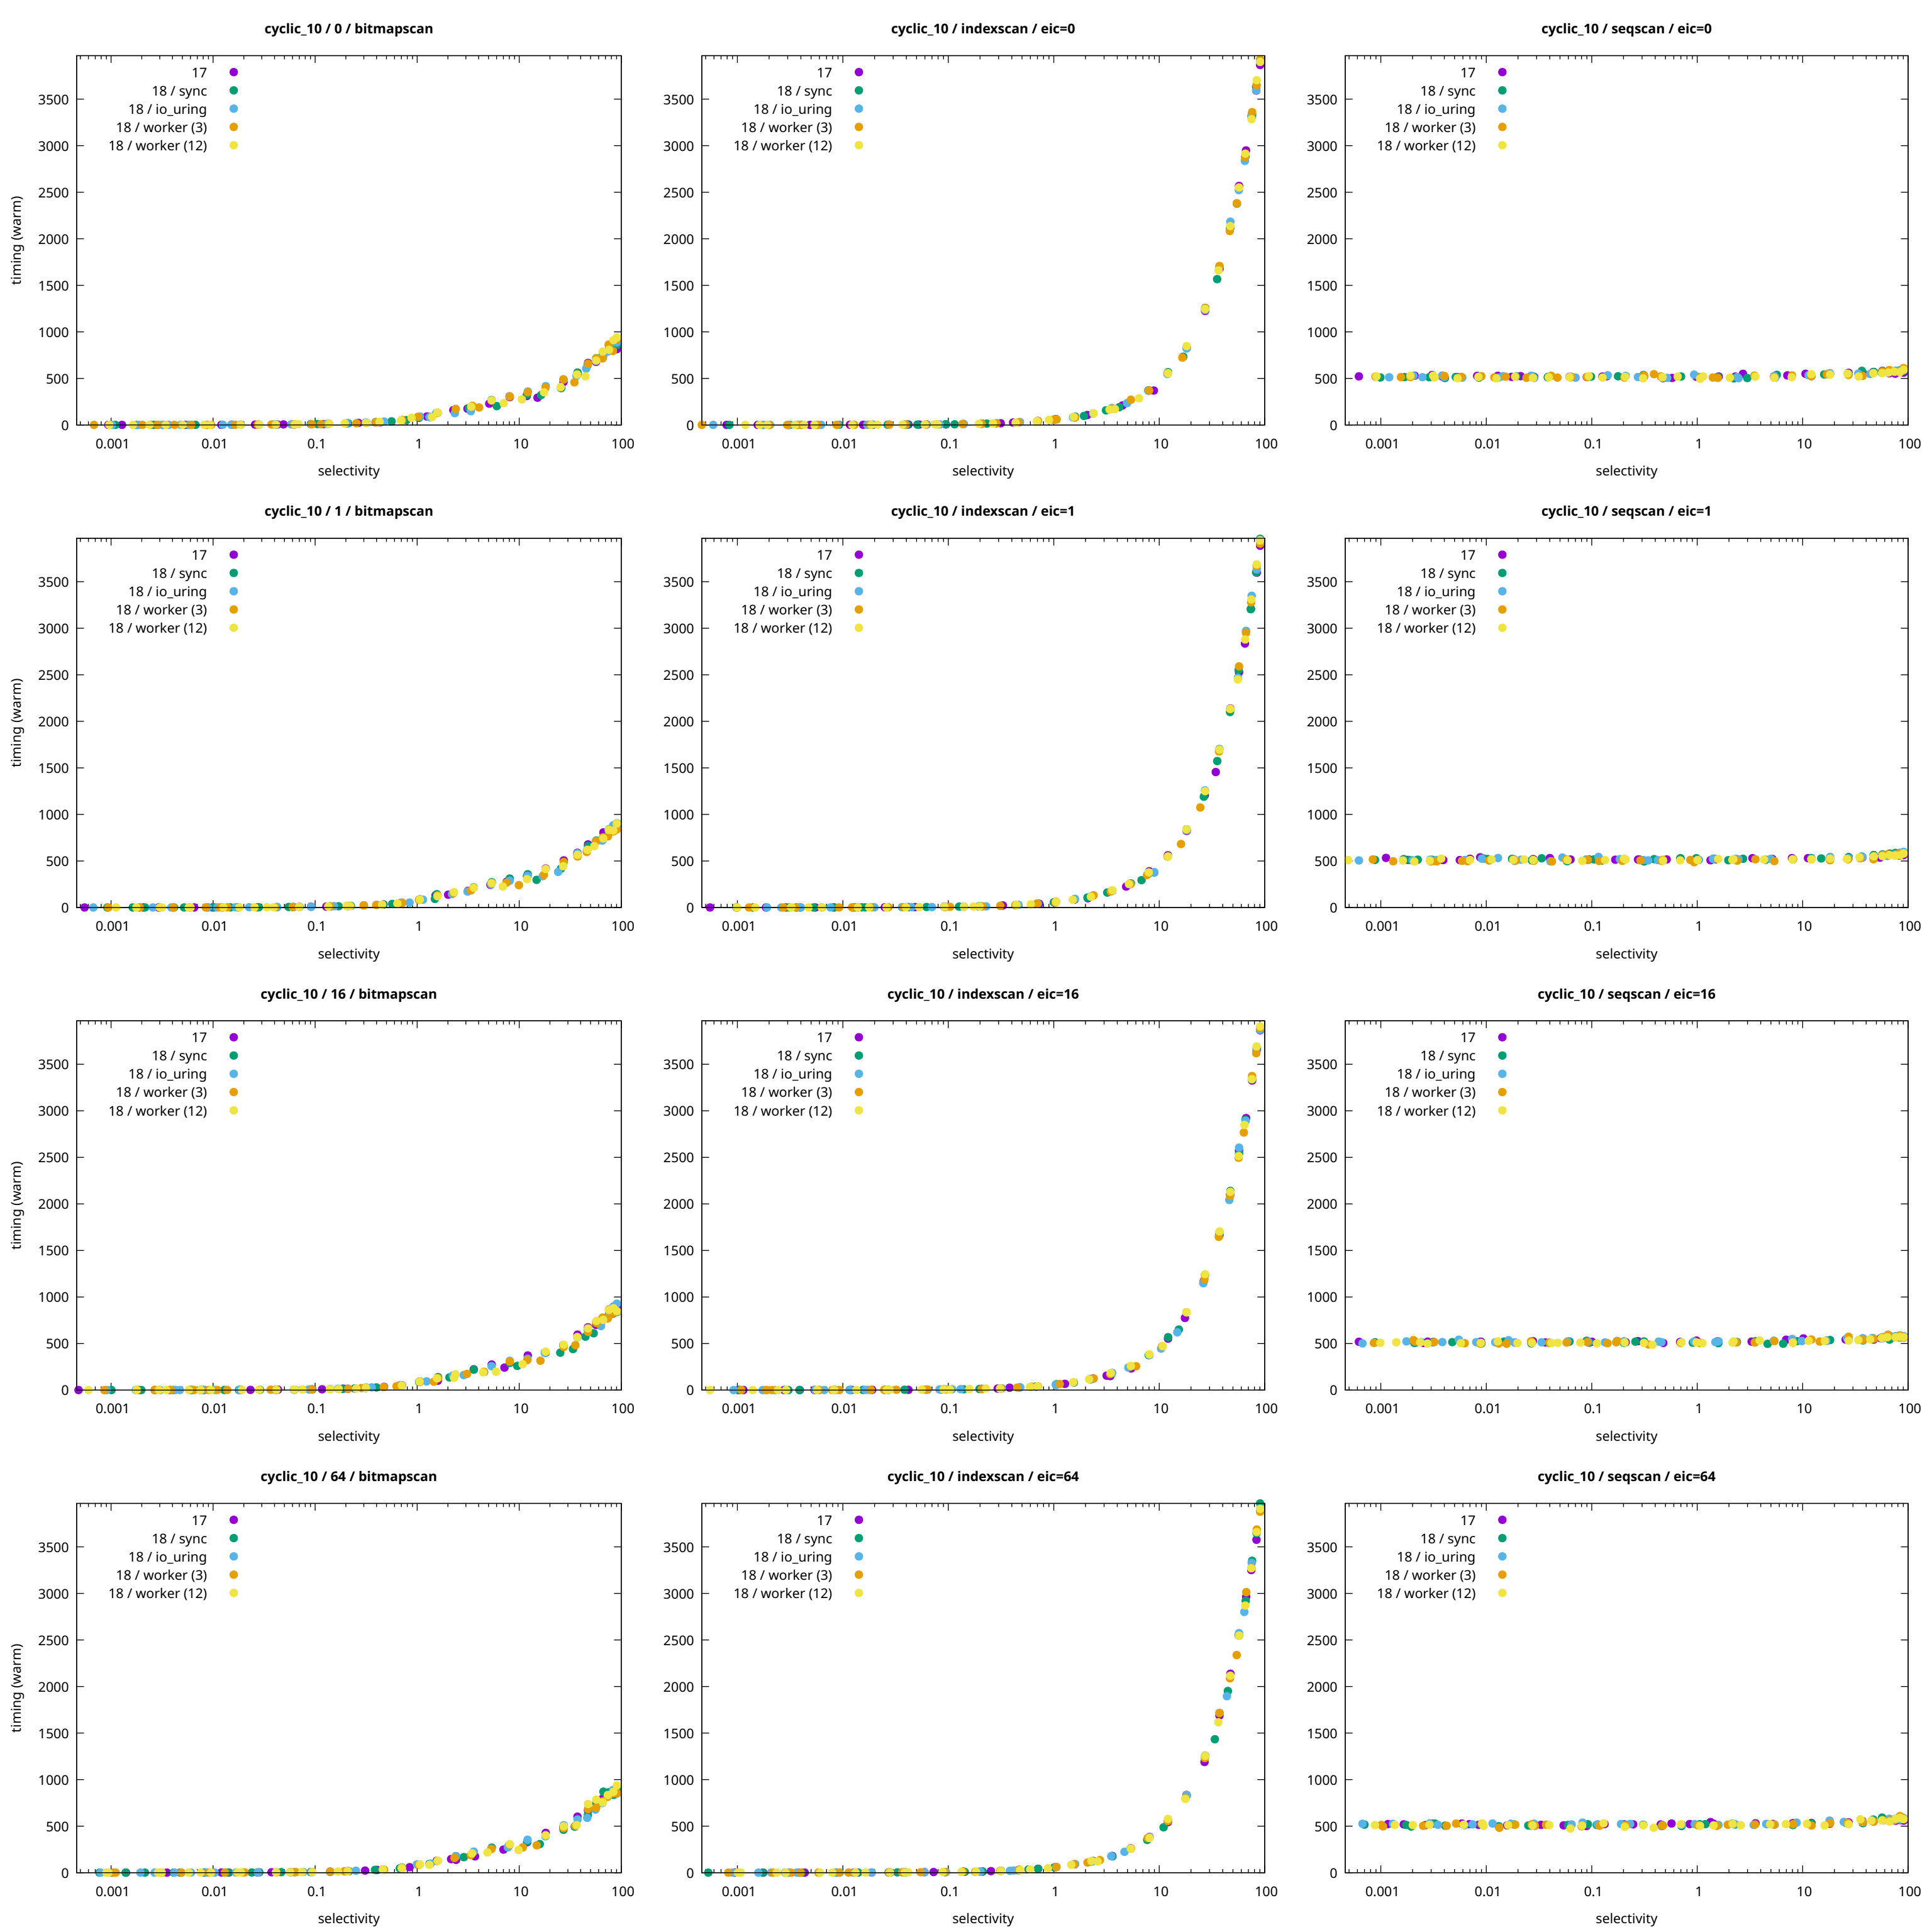 cyclic_10 / 0 / bitmapscan
17
18 / sync
18 / io_uring
18 / worker (3)
18 / worker (12)
3500
3000
2500
2000
1500
1000
500
0
timing (warm)
0.001 0.01 0.1 1 10 100
selectivity
cyclic_10 / indexscan / eic=0
17
18 / sync
18 / io_uring
18 / worker (3)
18 / worker (12)
3500
3000
2500
2000
1500
1000
500
0
0.001 0.01 0.1 1 10 100
selectivity
cyclic_10 / seqscan / eic=0
17
18 / sync
18 / io_uring
18 / worker (3)
18 / worker (12)
3500
3000
2500
2000
1500
1000
500
0
0.001 0.01 0.1 1 10 100
selectivity
cyclic_10 / 1 / bitmapscan
17
18 / sync
18 / io_uring
18 / worker (3)
18 / worker (12)
3500
3000
2500
2000
1500
1000
500
0
timing (warm)
0.001 0.01 0.1 1 10 100
selectivity
cyclic_10 / indexscan / eic=1
17
18 / sync
18 / io_uring
18 / worker (3)
18 / worker (12)
3500
3000
2500
2000
1500
1000
500
0
0.001 0.01 0.1 1 10 100
selectivity
cyclic_10 / seqscan / eic=1
17
18 / sync
18 / io_uring
18 / worker (3)
18 / worker (12)
3500
3000
2500
2000
1500
1000
500
0
0.001 0.01 0.1 1 10 100
selectivity
cyclic_10 / 16 / bitmapscan
17
18 / sync
18 / io_uring
18 / worker (3)
18 / worker (12)
3500
3000
2500
2000
1500
1000
500
0
timing (warm)
0.001 0.01 0.1 1 10 100
selectivity
cyclic_10 / indexscan / eic=16
17
18 / sync
18 / io_uring
18 / worker (3)
18 / worker (12)
3500
3000
2500
2000
1500
1000
500
0
0.001 0.01 0.1 1 10 100
selectivity
cyclic_10 / seqscan / eic=16
17
18 / sync
18 / io_uring
18 / worker (3)
18 / worker (12)
3500
3000
2500
2000
1500
1000
500
0
0.001 0.01 0.1 1 10 100
selectivity
cyclic_10 / 64 / bitmapscan
17
18 / sync
18 / io_uring
18 / worker (3)
18 / worker (12)
3500
3000
2500
2000
1500
1000
500
0
timing (warm)
0.001 0.01 0.1 1 10 100
selectivity
cyclic_10 / indexscan / eic=64
17
18 / sync
18 / io_uring
18 / worker (3)
18 / worker (12)
3500
3000
2500
2000
1500
1000
500
0
0.001 0.01 0.1 1 10 100
selectivity
cyclic_10 / seqscan / eic=64
17
18 / sync
18 / io_uring
18 / worker (3)
18 / worker (12)
3500
3000
2500
2000
1500
1000
500
0
0.001 0.01 0.1 1 10 100
selectivity